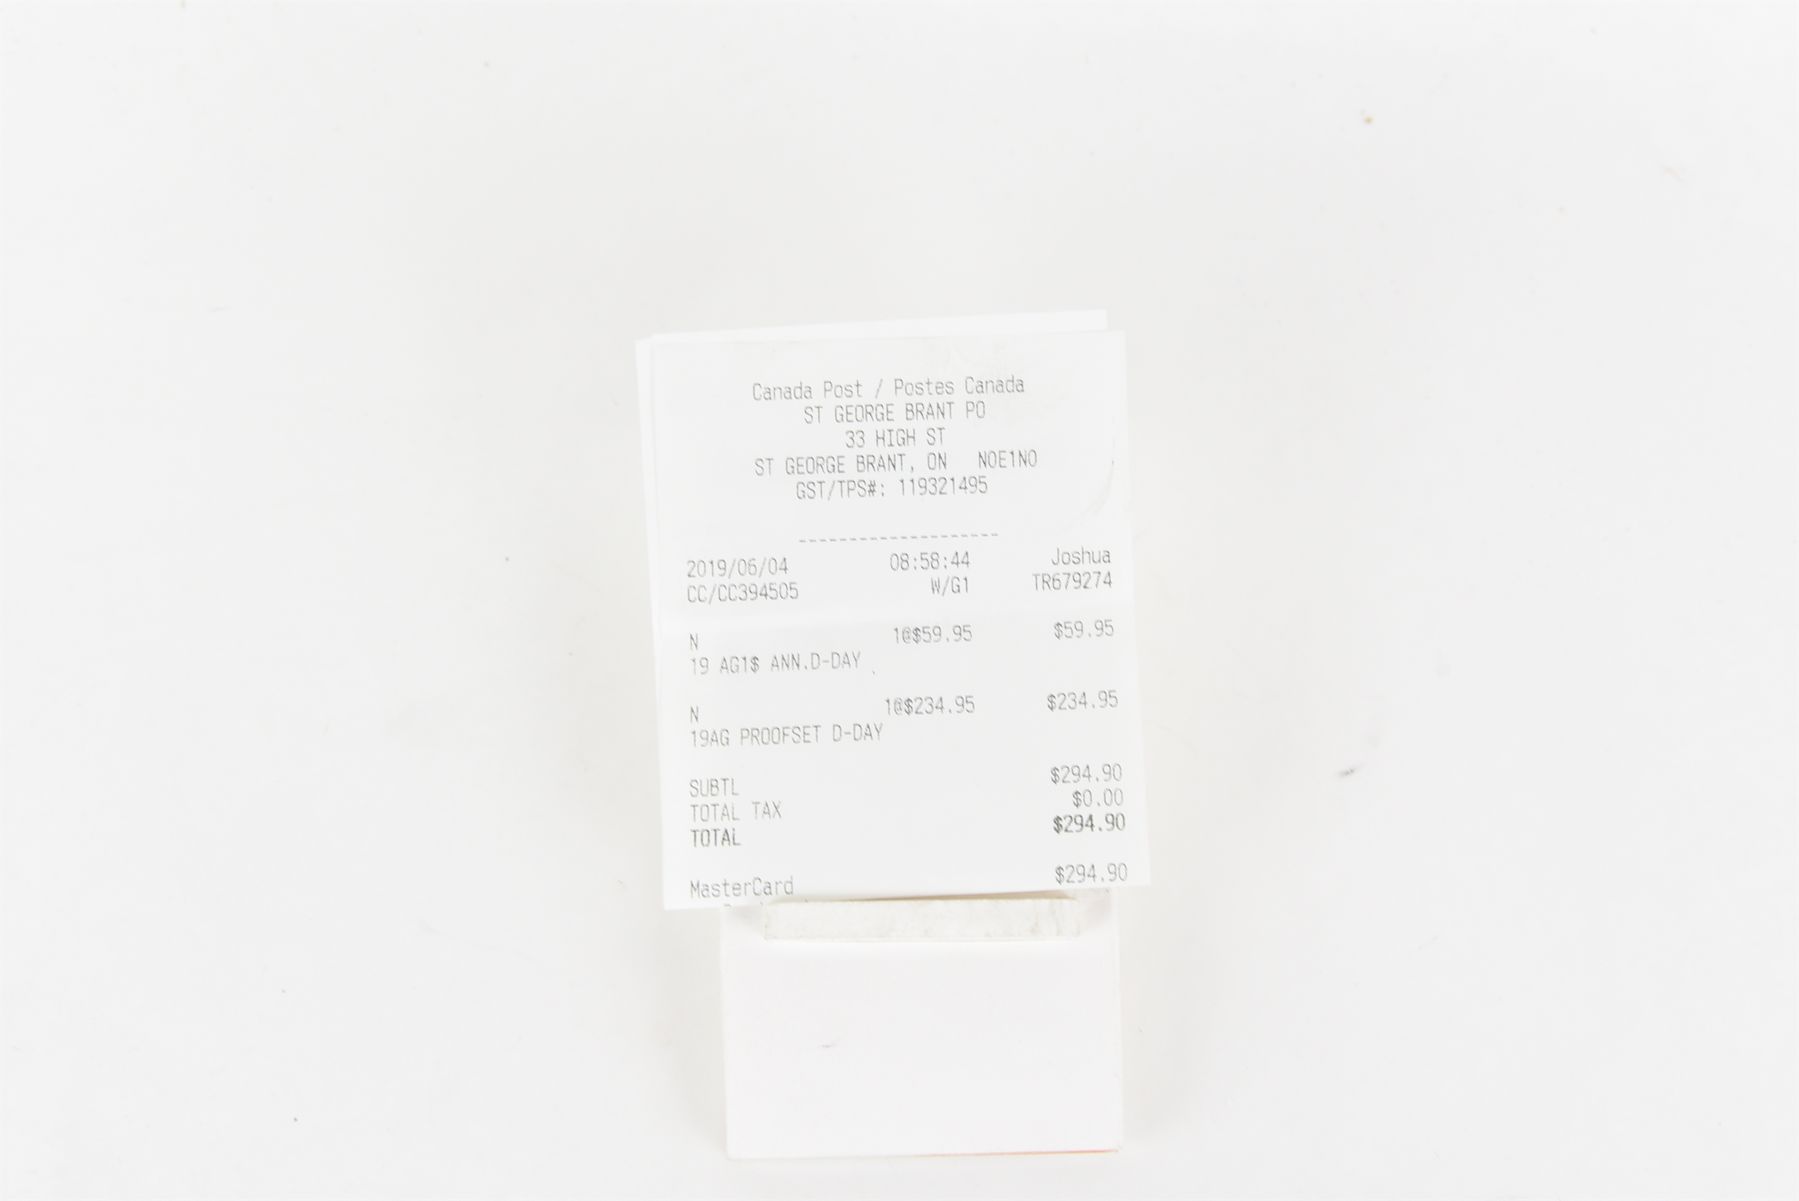 Canada Post / Postes Canada
ST GEORGE BRANT PO
33 HIGH ST
ST GEORGE BRANT, ON N0E1N0
GST/TPS#: 119321495
--------------------
2019/06/04 08:58:44 Joshua
CC/CC394505 W/G1 TR679274
N 1@$59.95 $59.95
19 AG1$ ANN.D-DAY
N 1@$234.95 $234.95
19AG PROOFSET D-DAY
SUBTL $294.90
TOTAL TAX $0.00
TOTAL $294.90
MasterCard $294.90